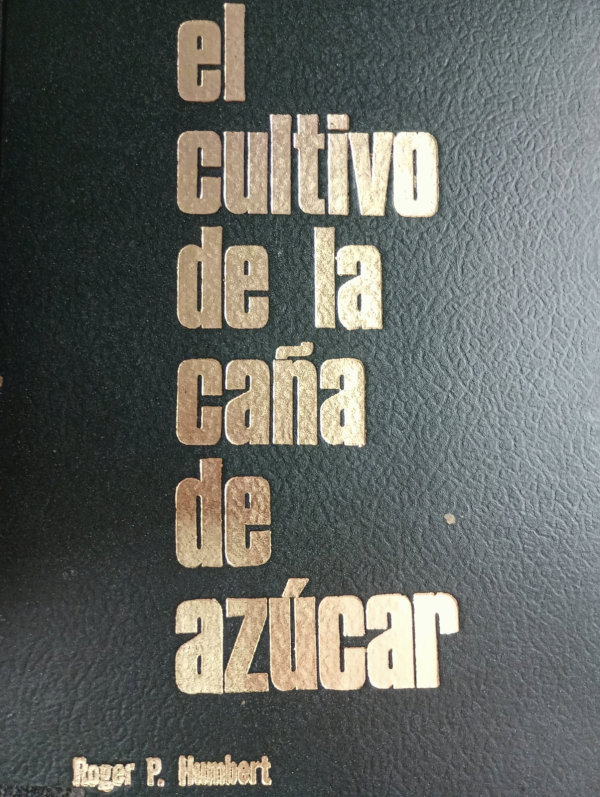 el
cultivo
de la
caña
de
azúcar
Roger P. Humbert